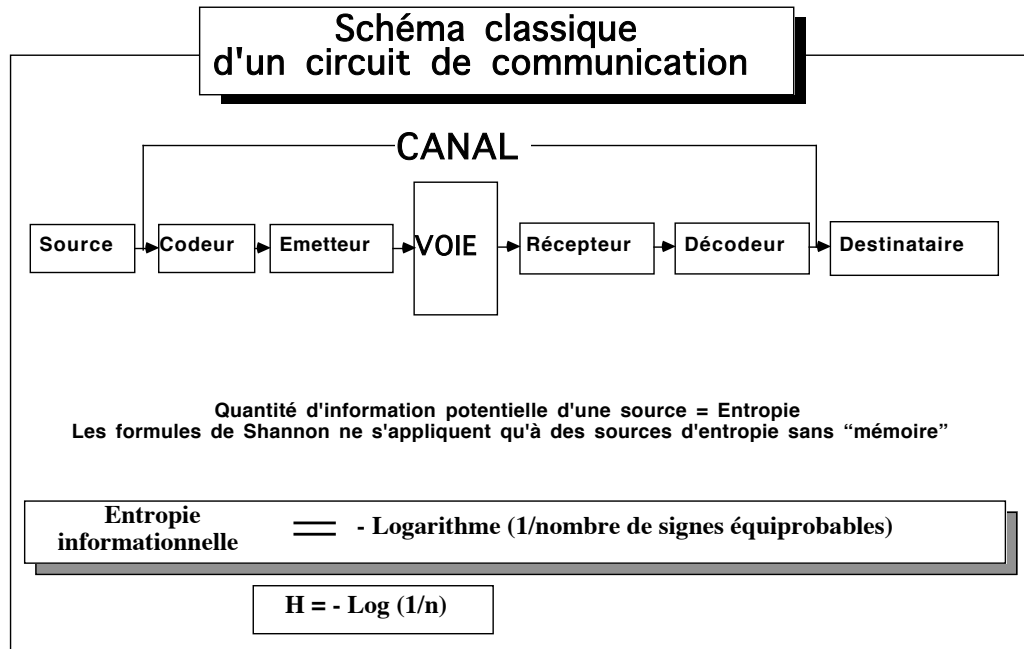 Schéma classique
d'un circuit de communication
CANAL
Source
Codeur
Emetteur
VOIE
Récepteur
Décodeur
Destinataire
Quantité d'information potentielle d'une source = Entropie
Les formules de Shannon ne s'appliquent qu'à des sources d'entropie sans “mémoire”
Entropie
informationnelle
= - Logarithme (1/nombre de signes équiprobables)
H = - Log (1/n)